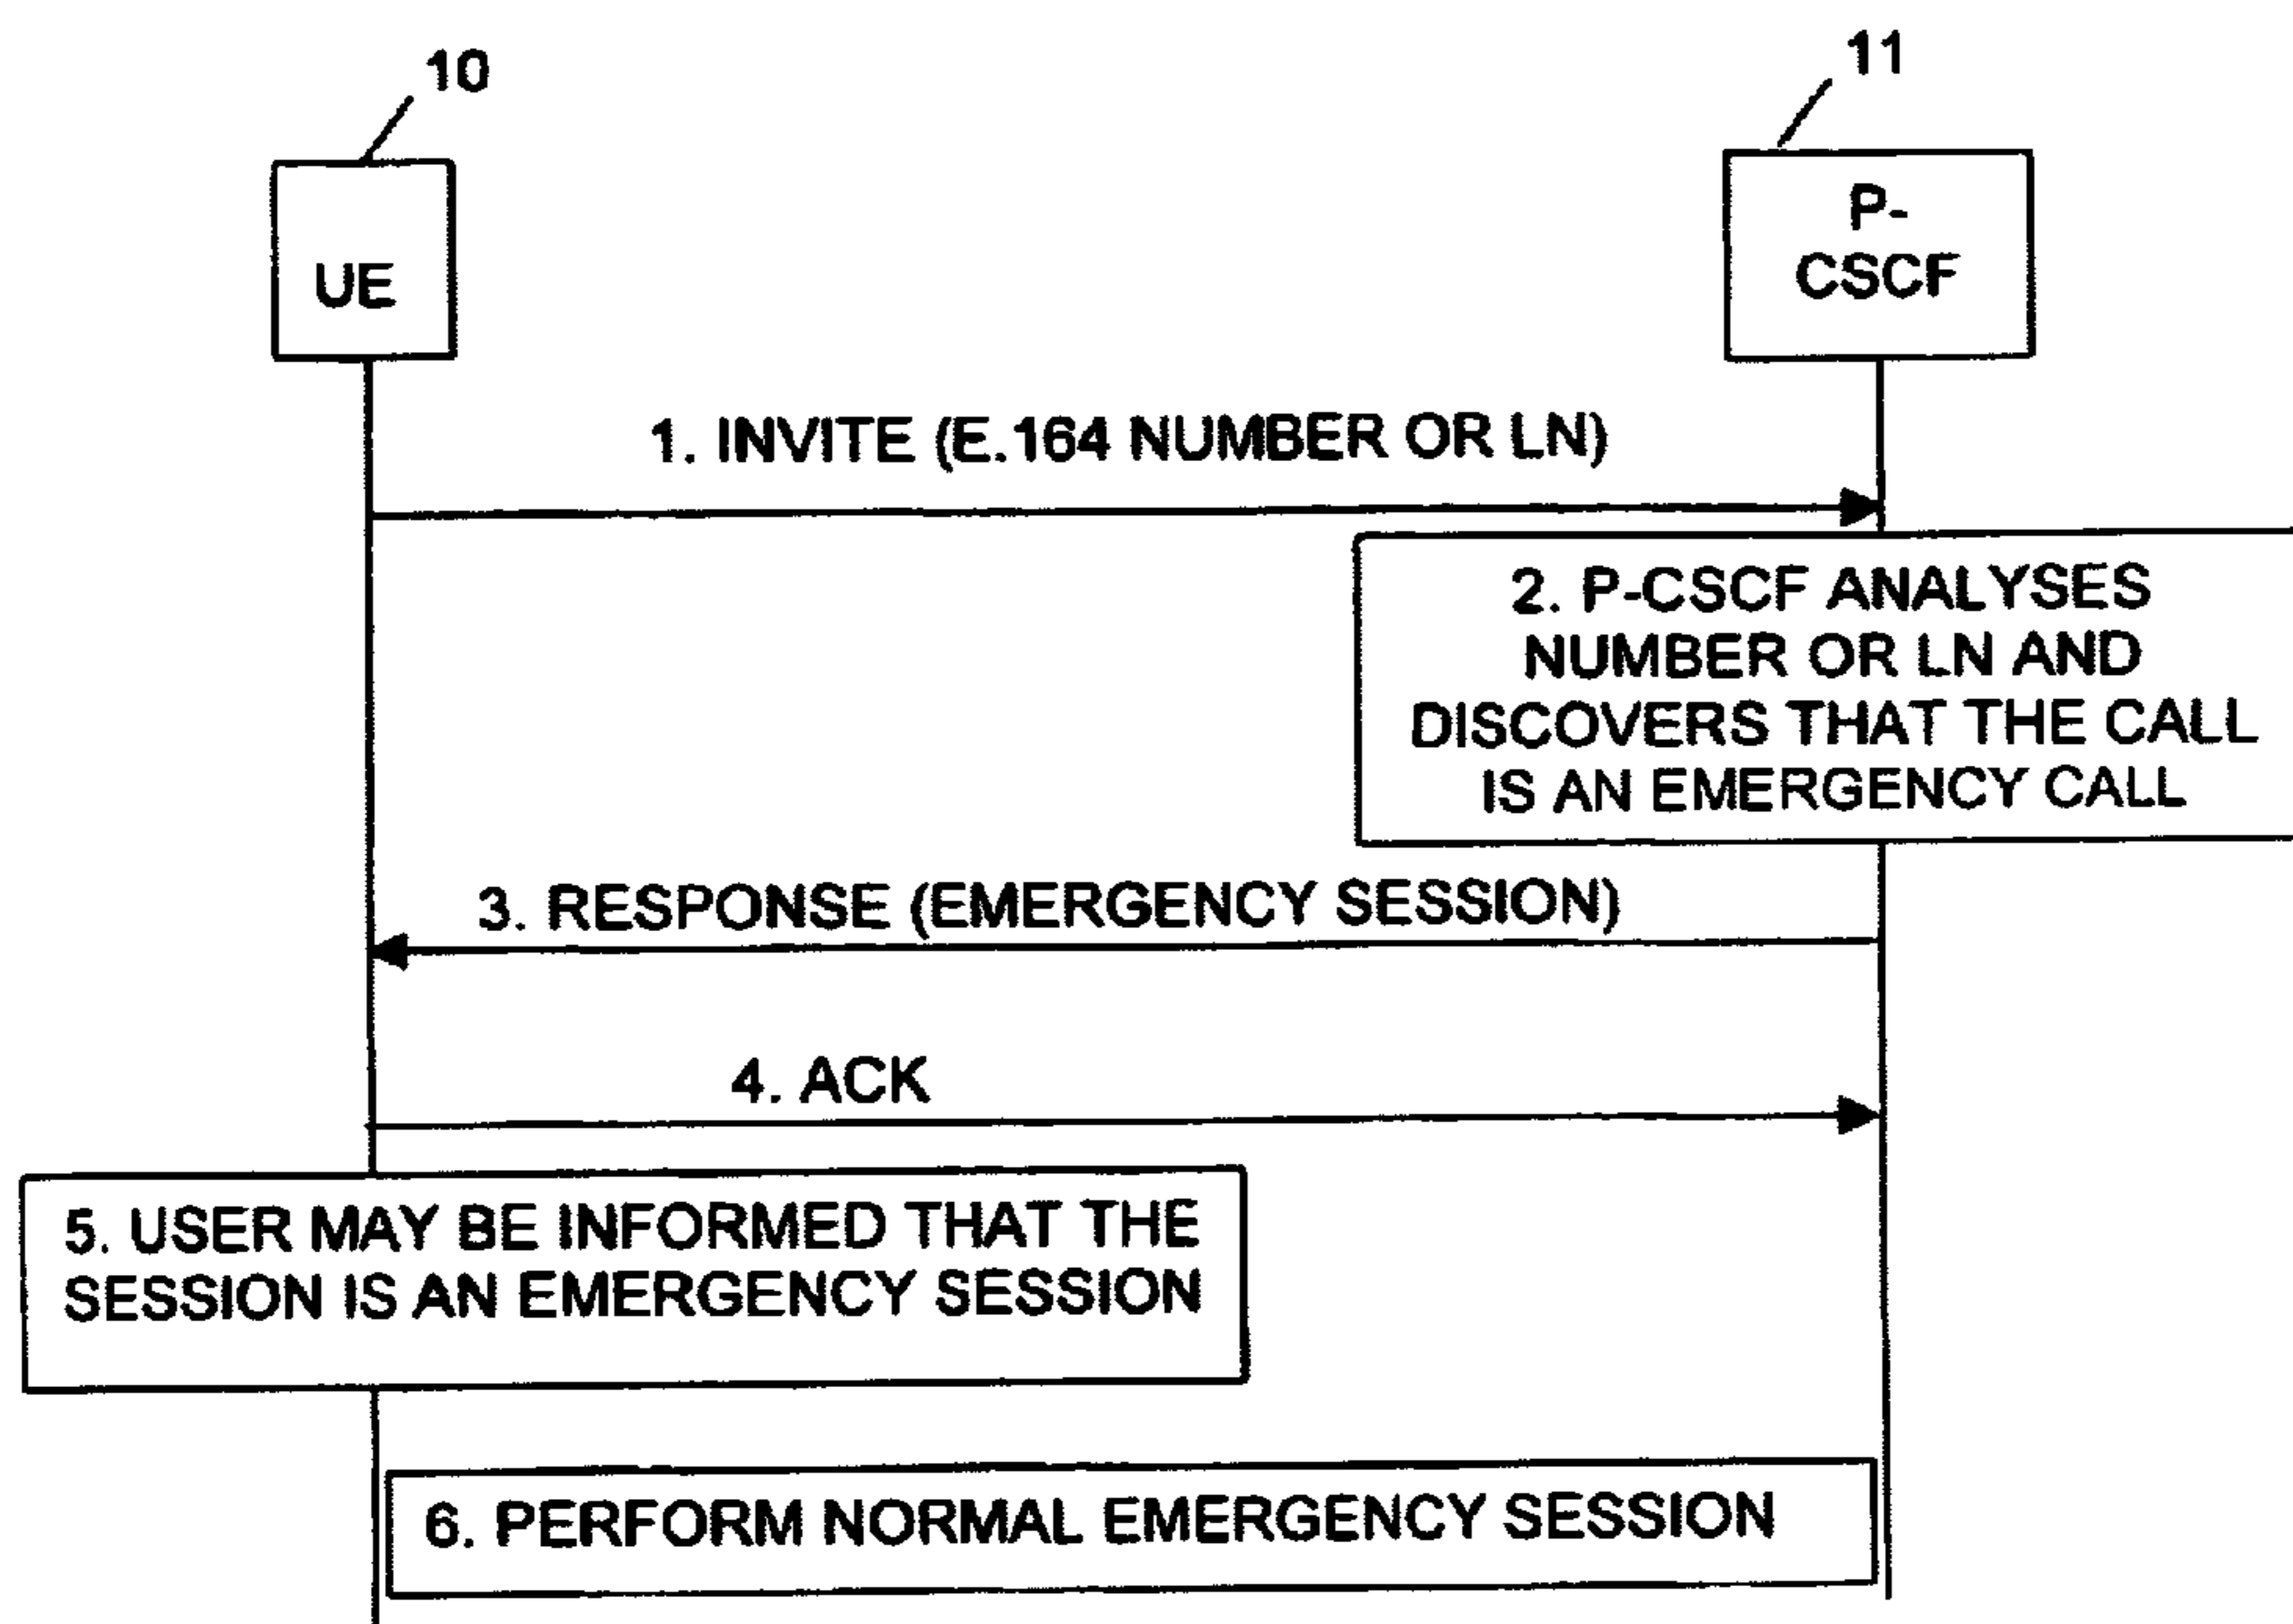 10
11
UE
P-
CSCF
1. INVITE (E.164 NUMBER OR LN)
2. P-CSCF ANALYSES
NUMBER OR LN AND
DISCOVERS THAT THE CALL
IS AN EMERGENCY CALL
3. RESPONSE (EMERGENCY SESSION)
4. ACK
5. USER MAY BE INFORMED THAT THE
SESSION IS AN EMERGENCY SESSION
6. PERFORM NORMAL EMERGENCY SESSION